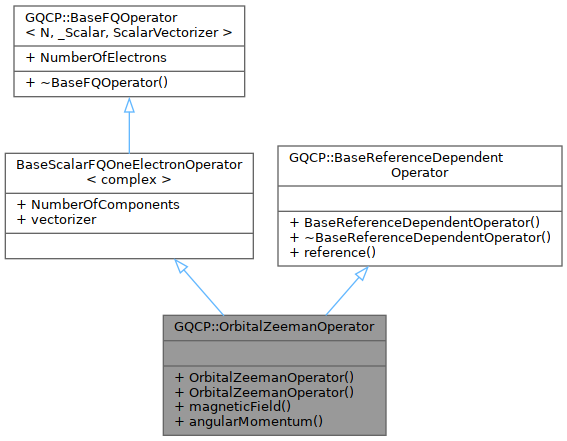 GQCP::BaseFQOperator
< N, _Scalar, ScalarVectorizer >
+ NumberOfElectrons
+ ~BaseFQOperator()
BaseScalarFQOneElectronOperator
< complex >
+ NumberOfComponents
+ vectorizer
GQCP::BaseReferenceDependent
Operator
+ BaseReferenceDependentOperator()
+ ~BaseReferenceDependentOperator()
+ reference()
GQCP::OrbitalZeemanOperator
+ OrbitalZeemanOperator()
+ OrbitalZeemanOperator()
+ magneticField()
+ angularMomentum()